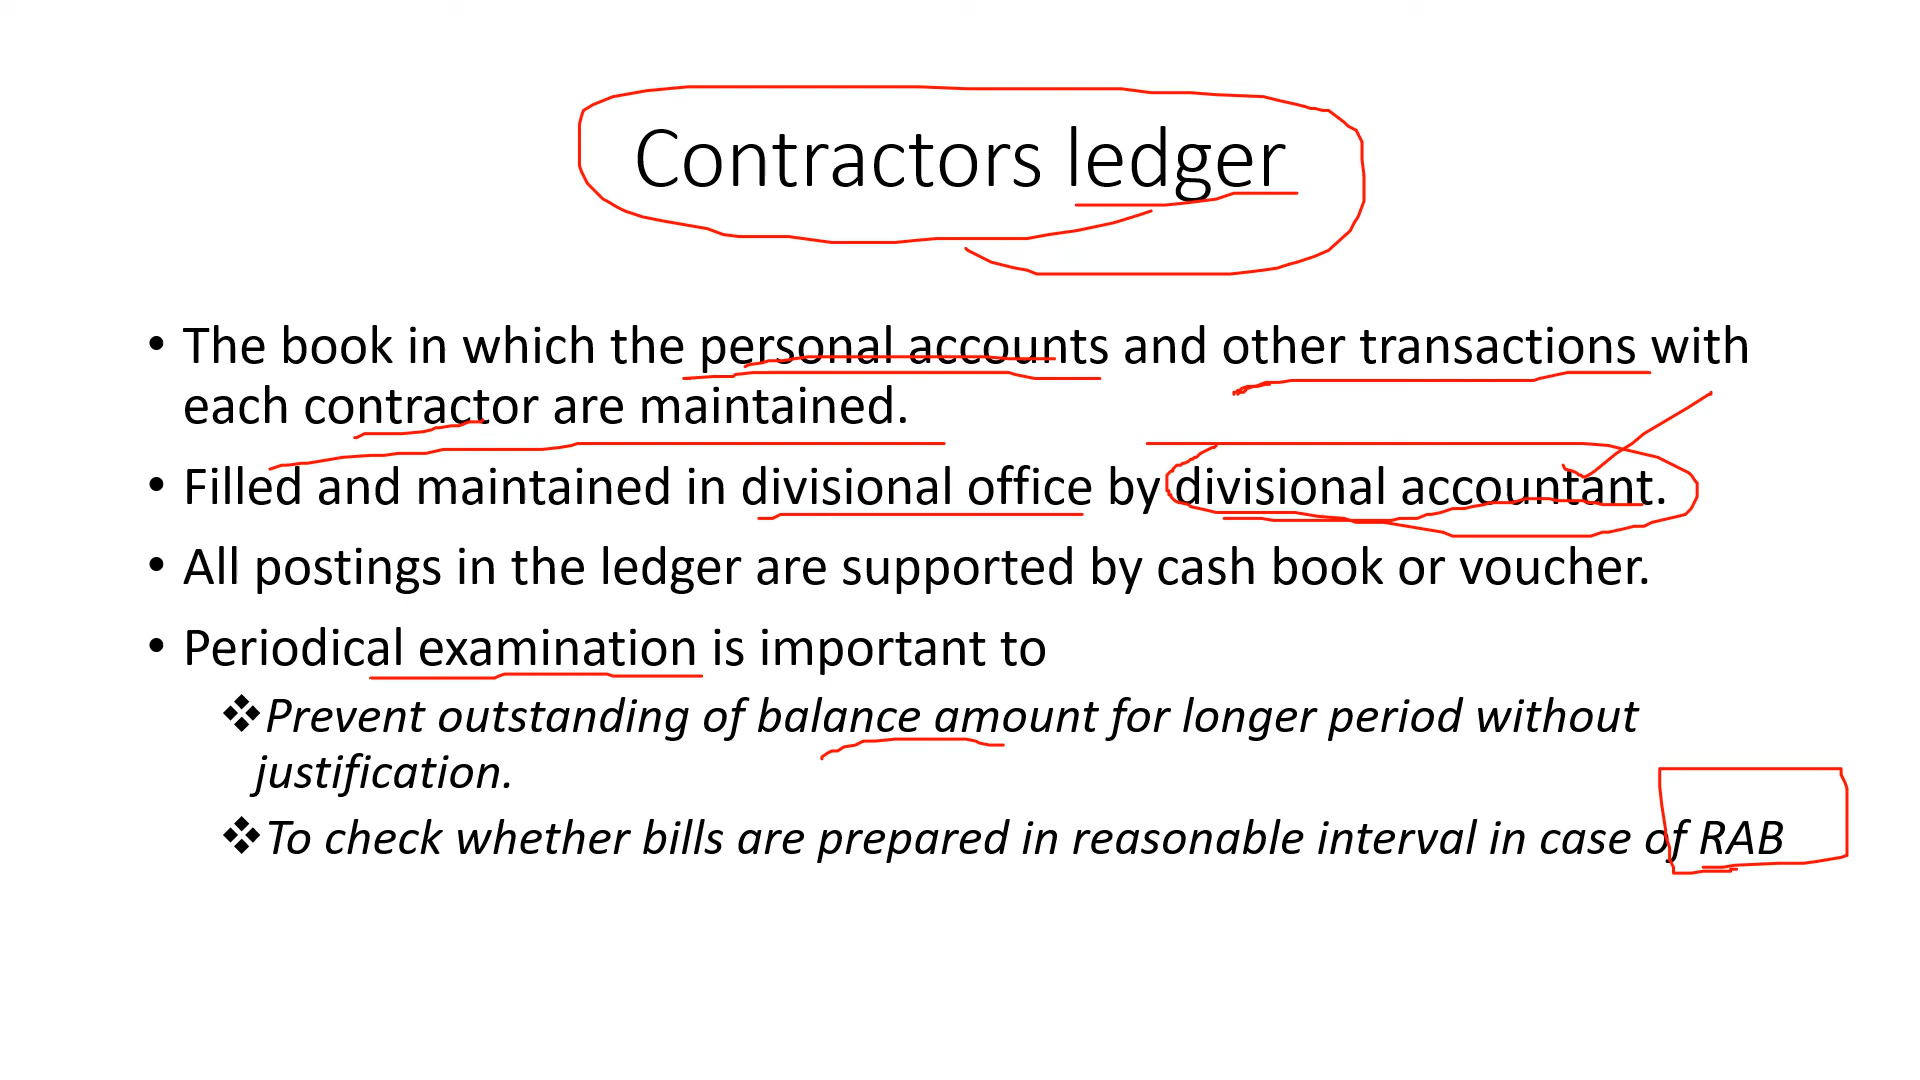 Contractors ledger
• The book in which the personal accounts and other transactions with
each contractor are maintained.
• Filled and maintained in divisional office by divisional accountant.
• All postings in the ledger are supported by cash book or voucher.
• Periodical examination is important to
❖Prevent outstanding of balance amount for longer period without
justification.
❖To check whether bills are prepared in reasonable interval in case of RAB